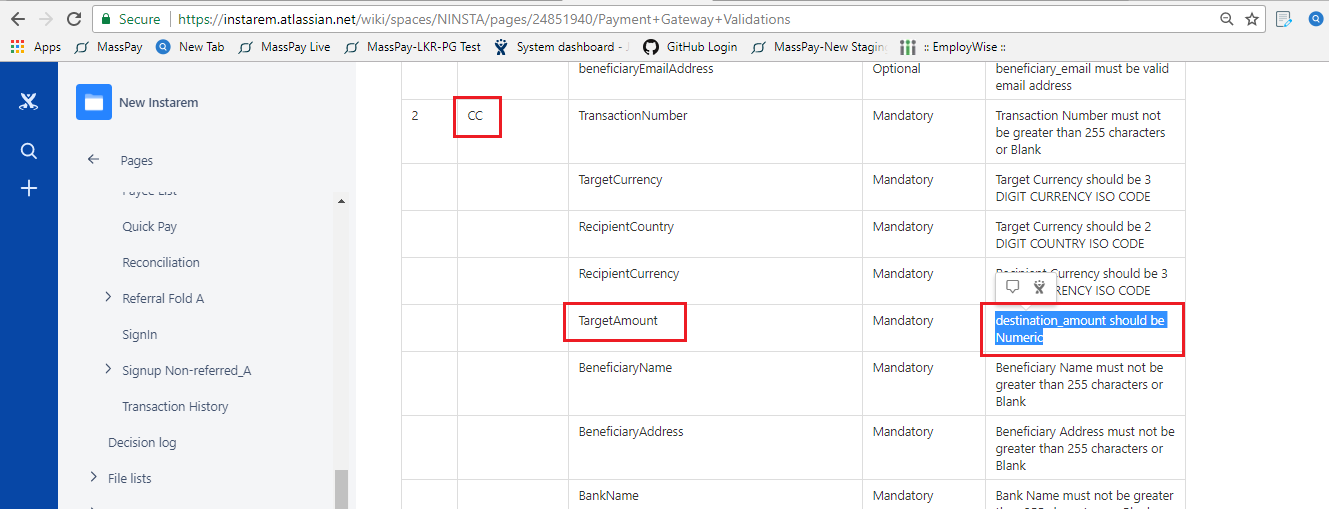 Secure https://instarem.atlassian.net/wiki/spaces/NINSTA/pages/24851940/Payment+Gateway+Validations
Apps MassPay New Tab MassPay Live MassPay-LKR-PG Test System dashboard - GitHub Login MassPay-New Staging :: EmployWise ::
New Instarem
Pages
Payee List
Quick Pay
Reconciliation
Referral Fold A
SignIn
Signup Non-referred_A
Transaction History
Decision log
File lists
beneficiaryEmailAddress Optional beneficiary_email must be valid
email address
2 CC TransactionNumber Mandatory Transaction Number must not
be greater than 255 characters
or Blank
TargetCurrency Mandatory Target Currency should be 3
DIGIT CURRENCY ISO CODE
RecipientCountry Mandatory Target Currency should be 2
DIGIT COUNTRY ISO CODE
RecipientCurrency Mandatory Recipient Currency should be 3
ISO CODE
TargetAmount Mandatory destination_amount should be
Numeric
BeneficiaryName Mandatory Beneficiary Name must not be
greater than 255 characters or
Blank
BeneficiaryAddress Mandatory Beneficiary Address must not be
greater than 255 characters or
Blank
BankName Mandatory Bank Name must not be greater